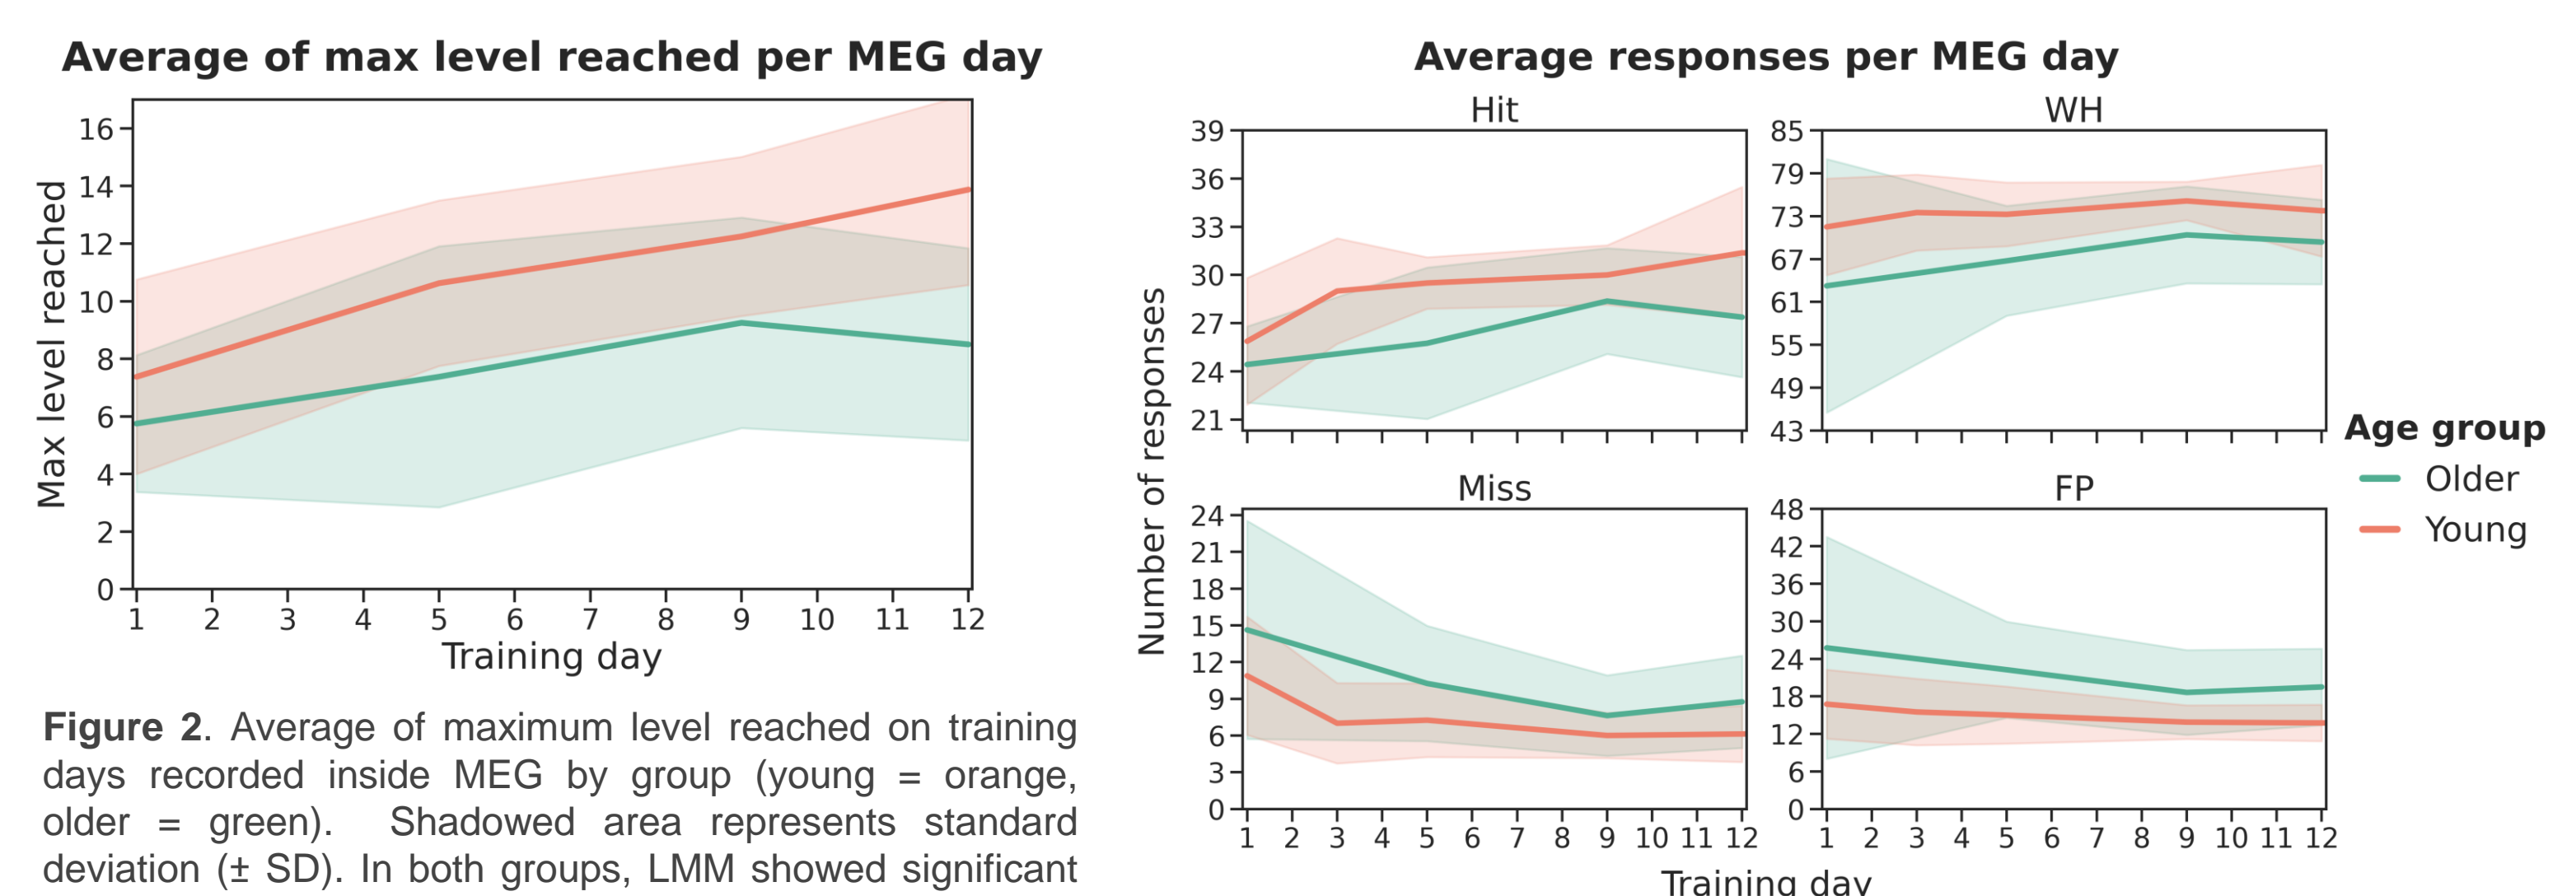 Average of max level reached per MEG day
Max level reached
16
14
12
10
8
6
4
2
0
1 2 3 4 5 6 7 8 9 10 11 12
Training day
Figure 2. Average of maximum level reached on training
days recorded inside MEG by group (young = orange,
older = green). Shadowed area represents standard
deviation (± SD). In both groups, LMM showed significant
Average responses per MEG day
Number of responses
Hit
39
36
33
30
27
24
21
WH
85
79
73
67
61
55
49
43
Miss
24
21
18
15
12
9
6
3
0
1 2 3 4 5 6 7 8 9 10 11 12
FP
48
42
36
30
24
18
12
6
0
1 2 3 4 5 6 7 8 9 10 11 12
Training day
Age group
Older
Young